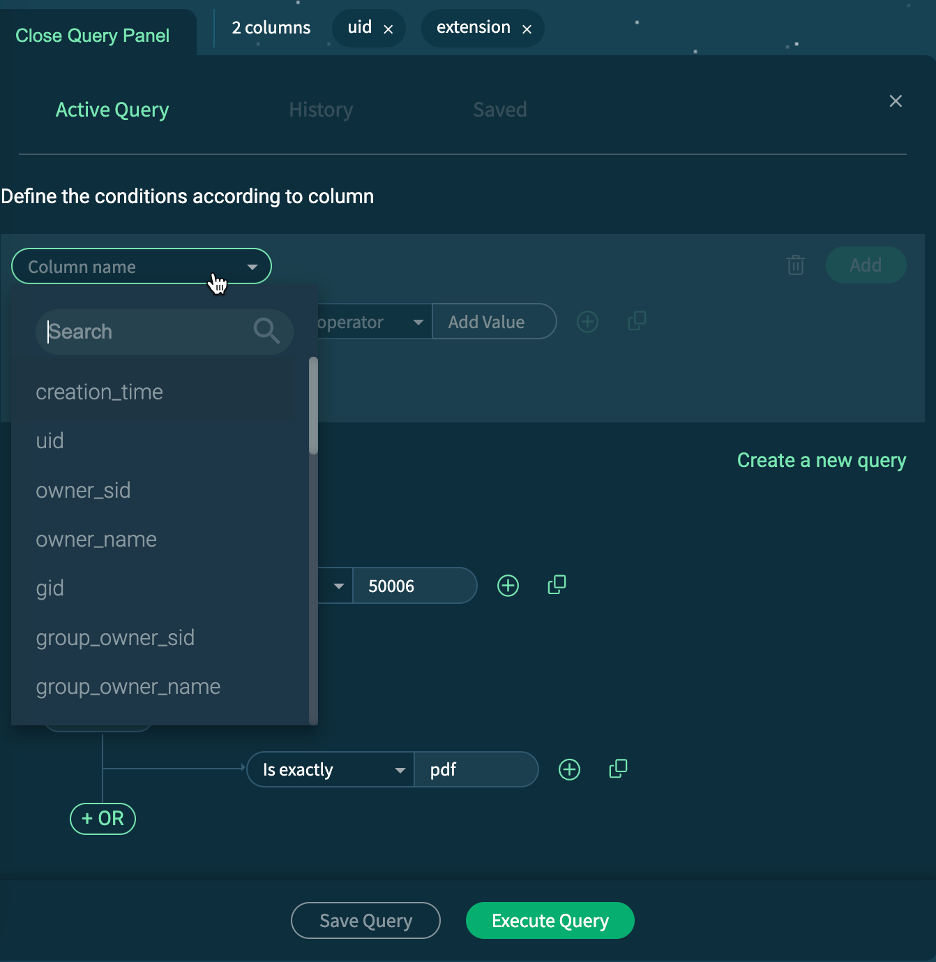 Close Query Panel
2 columns
uid ×
extension ×
Active Query
History
Saved
Define the conditions according to column
Column name
Add
Search
operator
Add Value
creation_time
uid
owner_sid
owner_name
gid
group_owner_sid
group_owner_name
Create a new query
50006
Is exactly
pdf
+ OR
Save Query
Execute Query